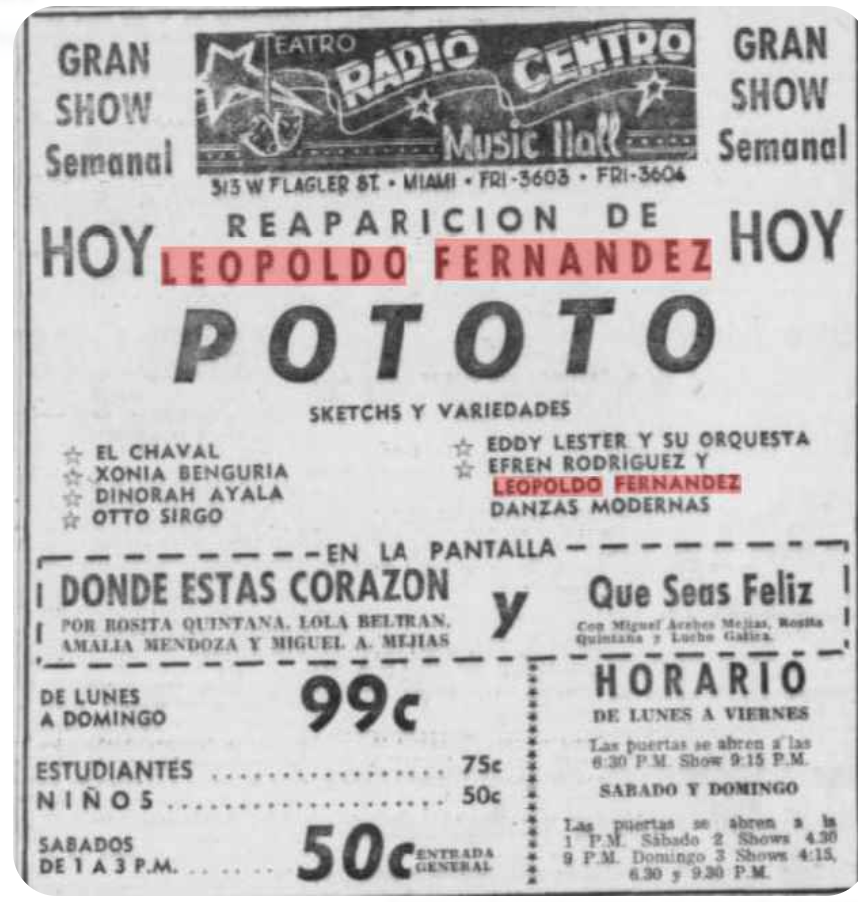 GRAN
SHOW
Semanal
TEATRO
RADIO CENTRO
Music Hall
313 W FLAGLER ST. • MIAMI • FRI-3603 • FRI-3604
GRAN
SHOW
Semanal
HOY
REAPARICION DE
LEOPOLDO FERNANDEZ
HOY
POTOTO
SKETCHS Y VARIEDADES
☆ EL CHAVAL
☆ XONIA BENGURIA
☆ DINORAH AYALA
☆ OTTO SIRGO
☆ EDDY LESTER Y SU ORQUESTA
☆ EFREN RODRIGUEZ Y
LEOPOLDO FERNANDEZ
DANZAS MODERNAS
EN LA PANTALLA
DONDE ESTAS CORAZON
POR ROSITA QUINTANA, LOLA BELTRAN,
AMALIA MENDOZA Y MIGUEL A. MEJIAS
y
Que Seas Feliz
Con Miguel Acebes Mejias, Rosita
Quintana y Lucho Gatica.
DE LUNES
A DOMINGO
99c
ESTUDIANTES .................... 75c
NIÑOS ........................ 50c
SABADOS
DE 1 A 3 P.M. ........
50c ENTRADA
GENERAL
HORARIO
DE LUNES A VIERNES
Las puertas se abren a las
6:30 P.M. Show 9:15 P.M.
SABADO Y DOMINGO
Las puertas se abren a la
1 P.M. Sábado 2 Shows 4.30
9 P.M. Domingo 3 Shows 4:15,
6.30 y 9.30 P.M.